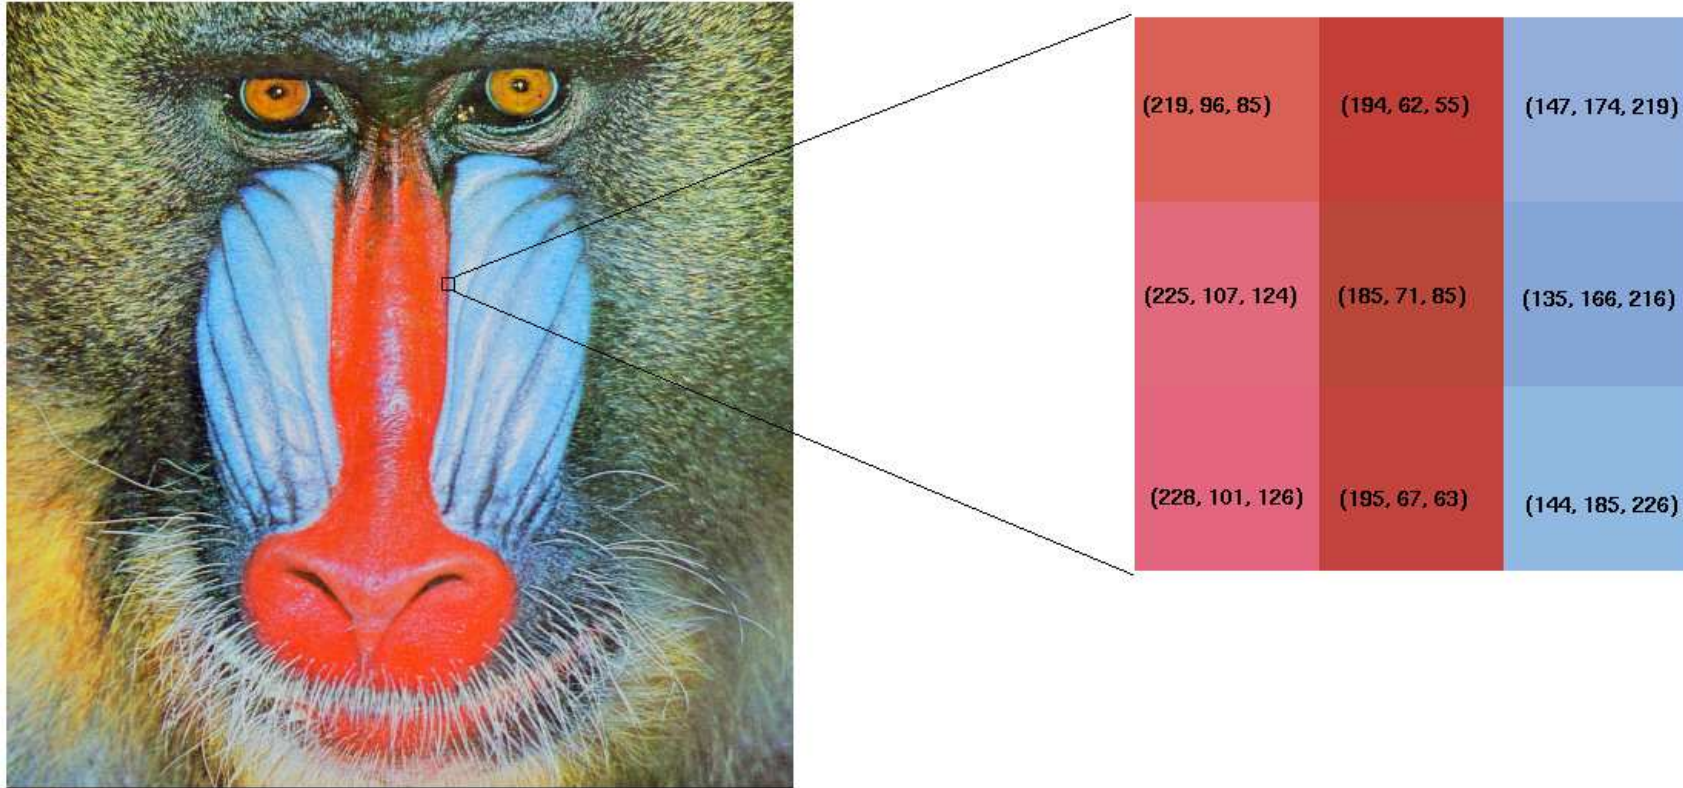 (219, 96, 85) (194, 62, 55) (147, 174, 219)
(225, 107, 124) (185, 71, 85) (135, 166, 216)
(228, 101, 126) (195, 67, 63) (144, 185, 226)